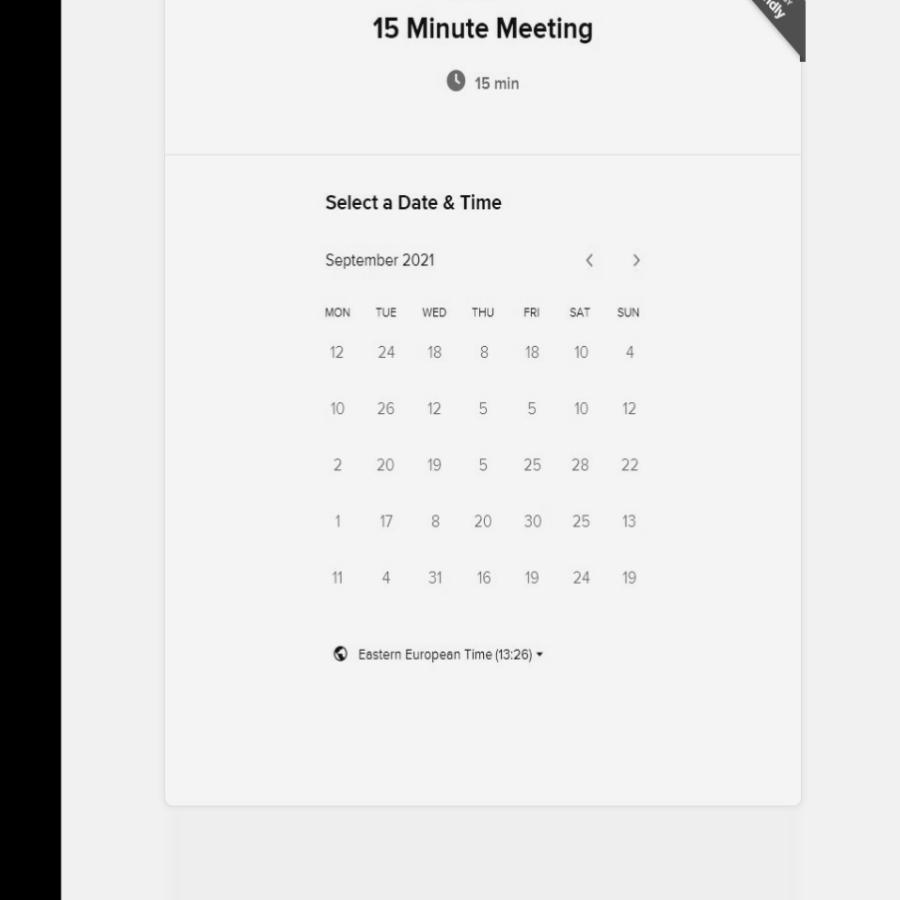 15 Minute Meeting
15 min
Select a Date & Time
September 2021
MON TUE WED THU FRI SAT SUN
12 24 18 8 18 10 4
10 26 12 5 5 10 12
2 20 19 5 25 28 22
1 17 8 20 30 25 13
11 4 31 16 19 24 19
Eastern European Time (13:26)